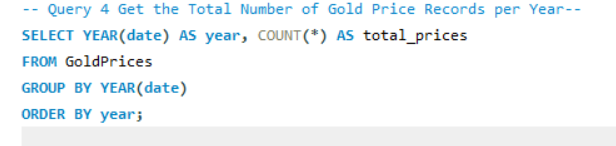 -- Query 4 Get the Total Number of Gold Price Records per Year--
SELECT YEAR(date) AS year, COUNT(*) AS total_prices
FROM GoldPrices
GROUP BY YEAR(date)
ORDER BY year;